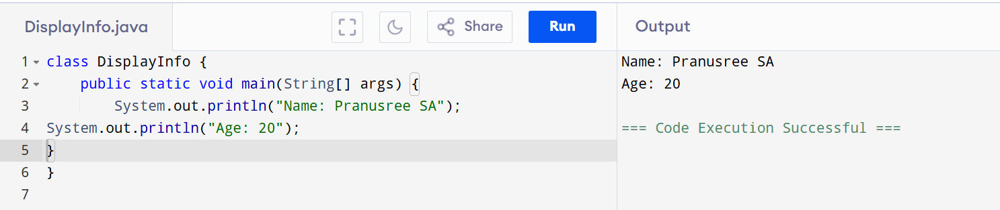 DisplayInfo.java
Share
Run
Output
1 class DisplayInfo {
2     public static void main(String[] args) {
3         System.out.println("Name: Pranusree SA");
4 System.out.println("Age: 20");
5 }
6 }
7
Name: Pranusree SA
Age: 20
=== Code Execution Successful ===